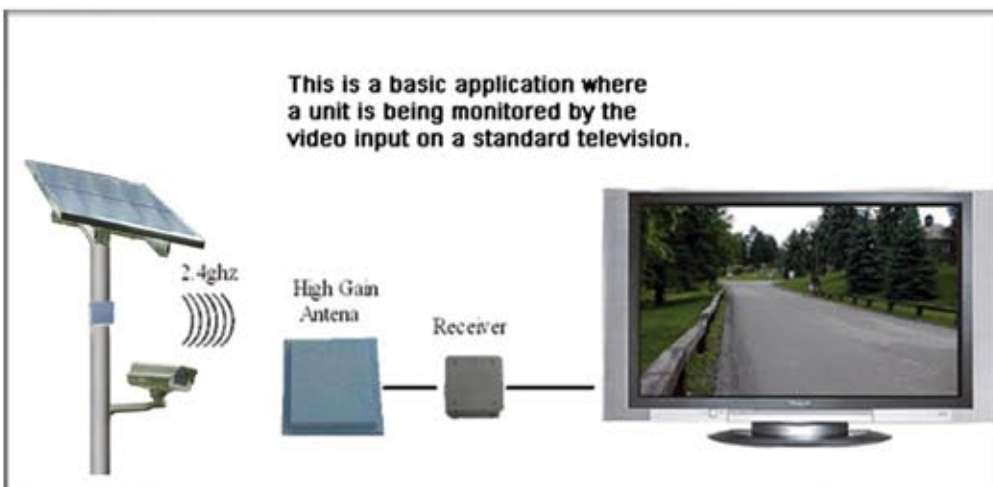 This is a basic application where
a unit is being monitored by the
video input on a standard television.
2.4ghz
High Gain
Antena
Receiver